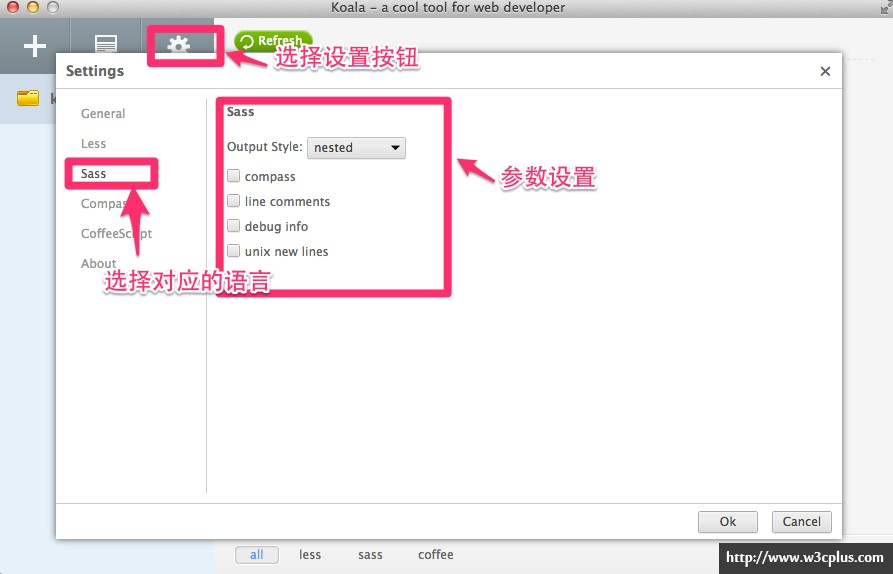 Koala – a cool tool for web developer
Refresh
选择设置按钮
Settings
General
Less
Sass
Compass
CoffeeScript
About
选择对应的语言
Sass
Output Style: nested
compass
line comments
debug info
unix new lines
参数设置
Ok
Cancel
all
less
sass
coffee
http://www.w3cplus.com